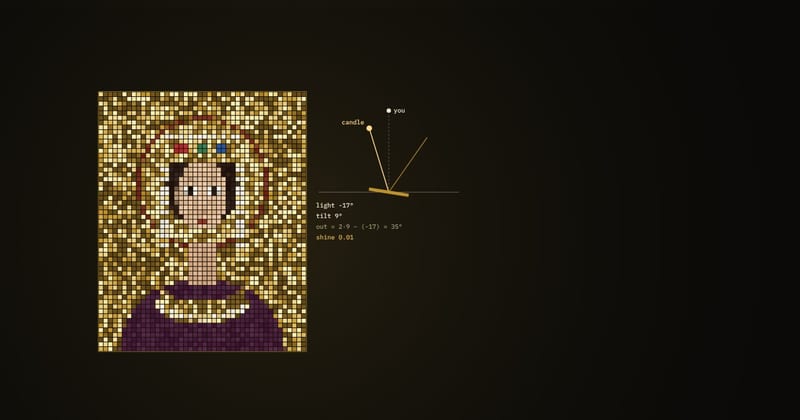 you
candle
light -17°
tilt 9°
out = 2·9 − (-17) = 35°
shine 0.01